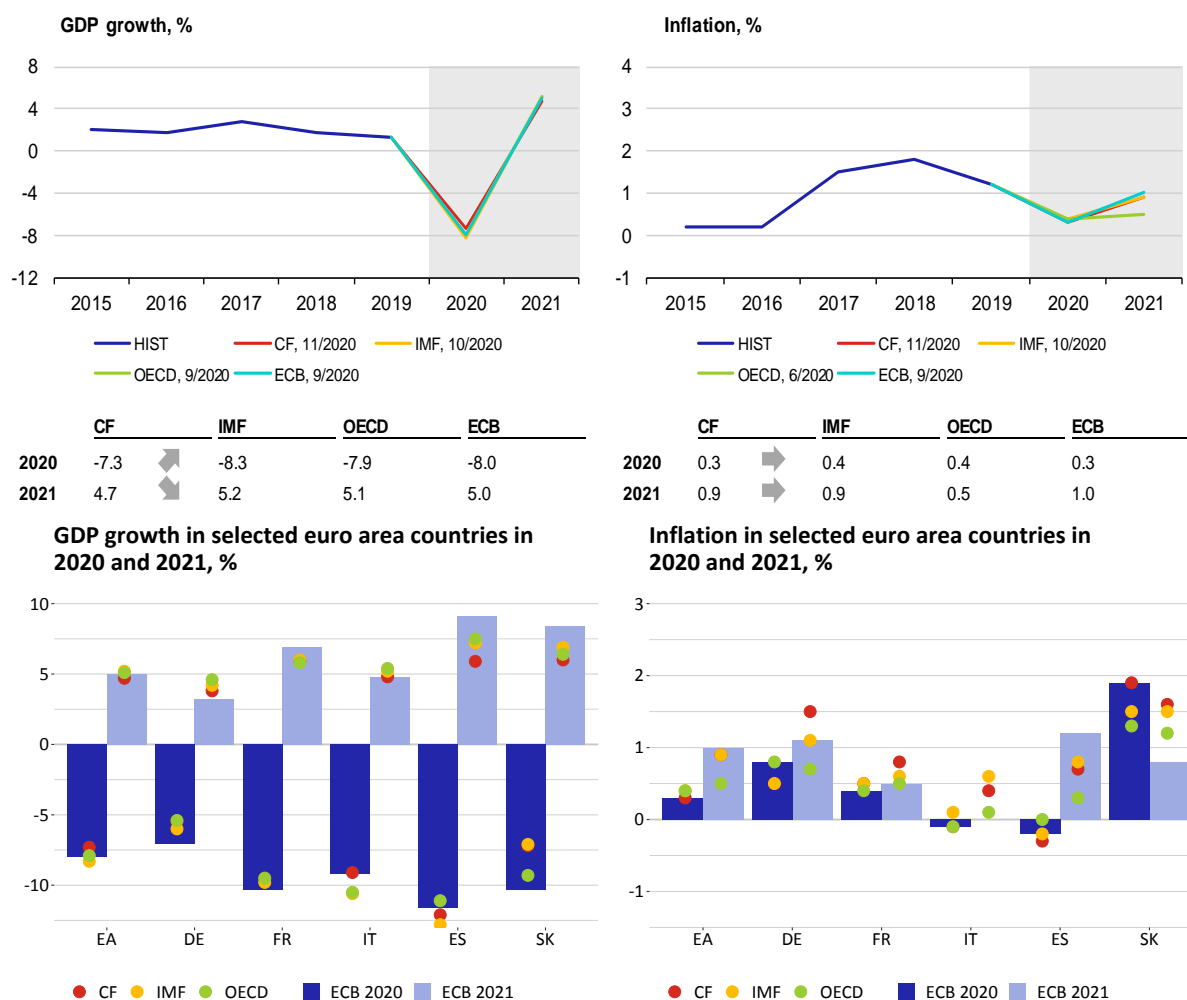 GDP growth, %
8
4
0
-4
-8
-12
2015 2016 2017 2018 2019 2020 2021
HIST CF, 11/2020 IMF, 10/2020
OECD, 9/2020 ECB, 9/2020
CF IMF OECD ECB
2020 -7.3 -8.3 -7.9 -8.0
2021 4.7 5.2 5.1 5.0
Inflation, %
4
3
2
1
0
-1
2015 2016 2017 2018 2019 2020 2021
HIST CF, 11/2020 IMF, 10/2020
OECD, 6/2020 ECB, 9/2020
CF IMF OECD ECB
2020 0.3 0.4 0.4 0.3
2021 0.9 0.9 0.5 1.0
GDP growth in selected euro area countries in
2020 and 2021, %
10
5
0
-5
-10
EA DE FR IT ES SK
CF IMF OECD ECB 2020 ECB 2021
Inflation in selected euro area countries in
2020 and 2021, %
3
2
1
0
-1
EA DE FR IT ES SK
CF IMF OECD ECB 2020 ECB 2021